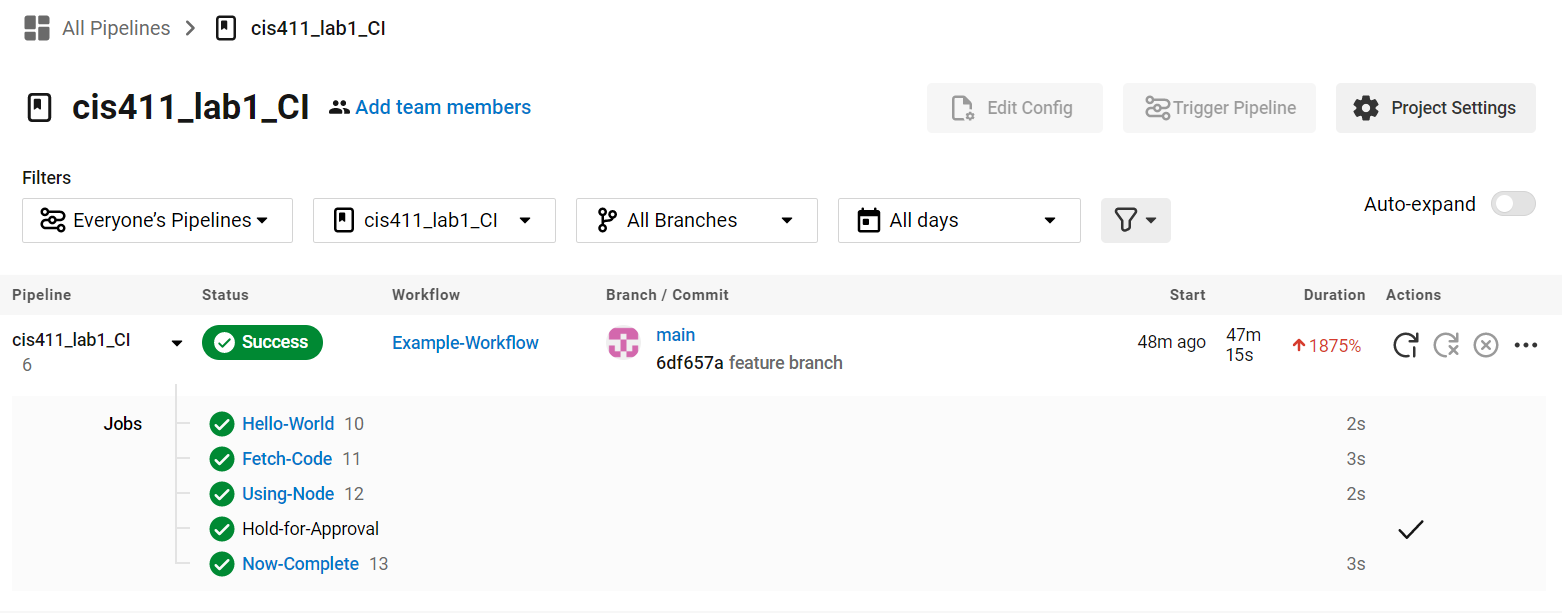 All Pipelines cis411_lab1_CI
cis411_lab1_CI Add team members Edit Config Trigger Pipeline Project Settings
Filters
Everyone’s Pipelines cis411_lab1_CI All Branches All days Auto-expand
Pipeline Status Workflow Branch / Commit Start Duration Actions
cis411_lab1_CI
6
Success
Example-Workflow
main
6df657a feature branch
48m ago
47m
15s
1875%
Jobs
Hello-World 10 2s
Fetch-Code 11 3s
Using-Node 12 2s
Hold-for-Approval
Now-Complete 13 3s